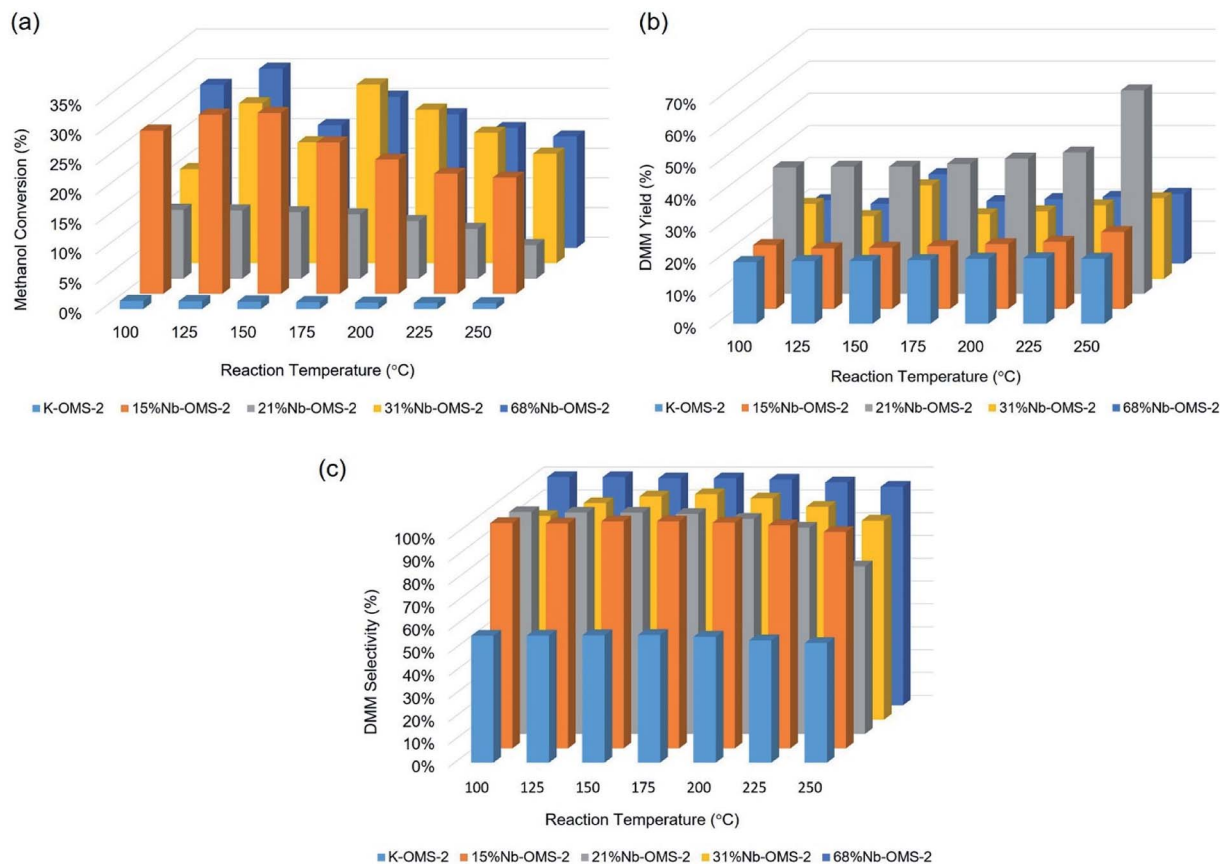 (a)
Methanol Conversion (%)
35%
30%
25%
20%
15%
10%
5%
0%
100 125 150 175 200 225 250
Reaction Temperature (°C)
K-OMS-2 15%Nb-OMS-2 21%Nb-OMS-2 31%Nb-OMS-2 68%Nb-OMS-2
(b)
DMM Yield (%)
70%
60%
50%
40%
30%
20%
10%
0%
100 125 150 175 200 225 250
Reaction Temperature (°C)
K-OMS-2 15%Nb-OMS-2 21%Nb-OMS-2 31%Nb-OMS-2 68%Nb-OMS-2
(c)
DMM Selectivity (%)
100%
90%
80%
70%
60%
50%
40%
30%
20%
10%
0%
100 125 150 175 200 225 250
Reaction Temperature (°C)
K-OMS-2 15%Nb-OMS-2 21%Nb-OMS-2 31%Nb-OMS-2 68%Nb-OMS-2